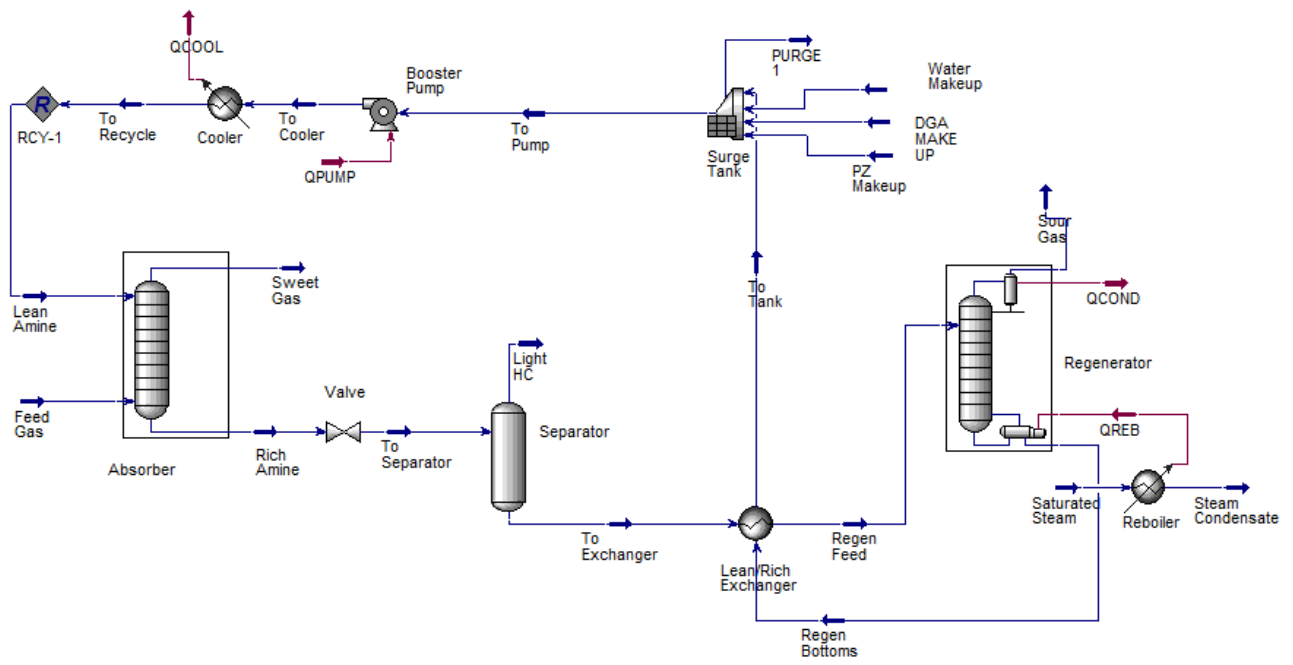 QCOOL
PURGE
1
Booster
Pump
Water
Makeup
R
RCY-1
To
Recycle
Cooler
To
Cooler
To
Pump
Surge
Tank
DGA
MAKE
UP
PZ
Makeup
QPUMP
Sour
Gas
Sweet
Gas
To
Tank
QCOND
Lean
Amine
Light
HC
Regenerator
Valve
Feed
Gas
Absorber
Rich
Amine
To
Separator
Separator
QREB
Saturated
Steam
Reboiler
Steam
Condensate
To
Exchanger
Lean/Rich
Exchanger
Regen
Feed
Regen
Bottoms